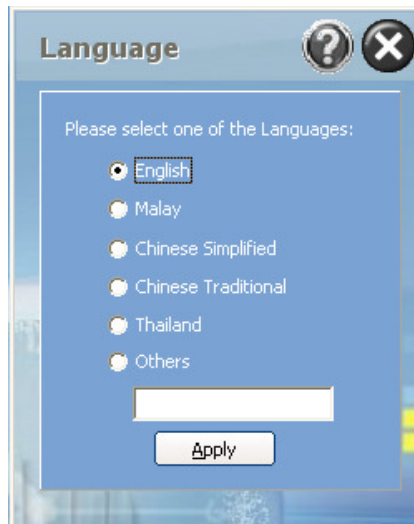 Language
Please select one of the Languages:
English
Malay
Chinese Simplified
Chinese Traditional
Thailand
Others
Apply